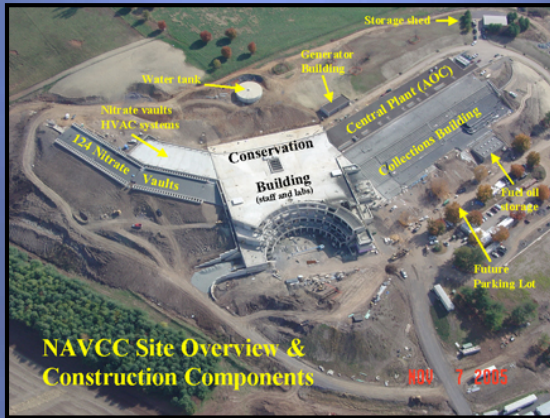 Storage shed
Generator
Building
Water tank
Central Plant (AOC)
Nitrate vaults
HVAC systems
Collections Building
Conservation
124 Nitrate
Vaults
Building
(staff and labs)
Fuel oil
storage
Future
Parking Lot
NAVCC Site Overview &
Construction Components
NOV 7 2005